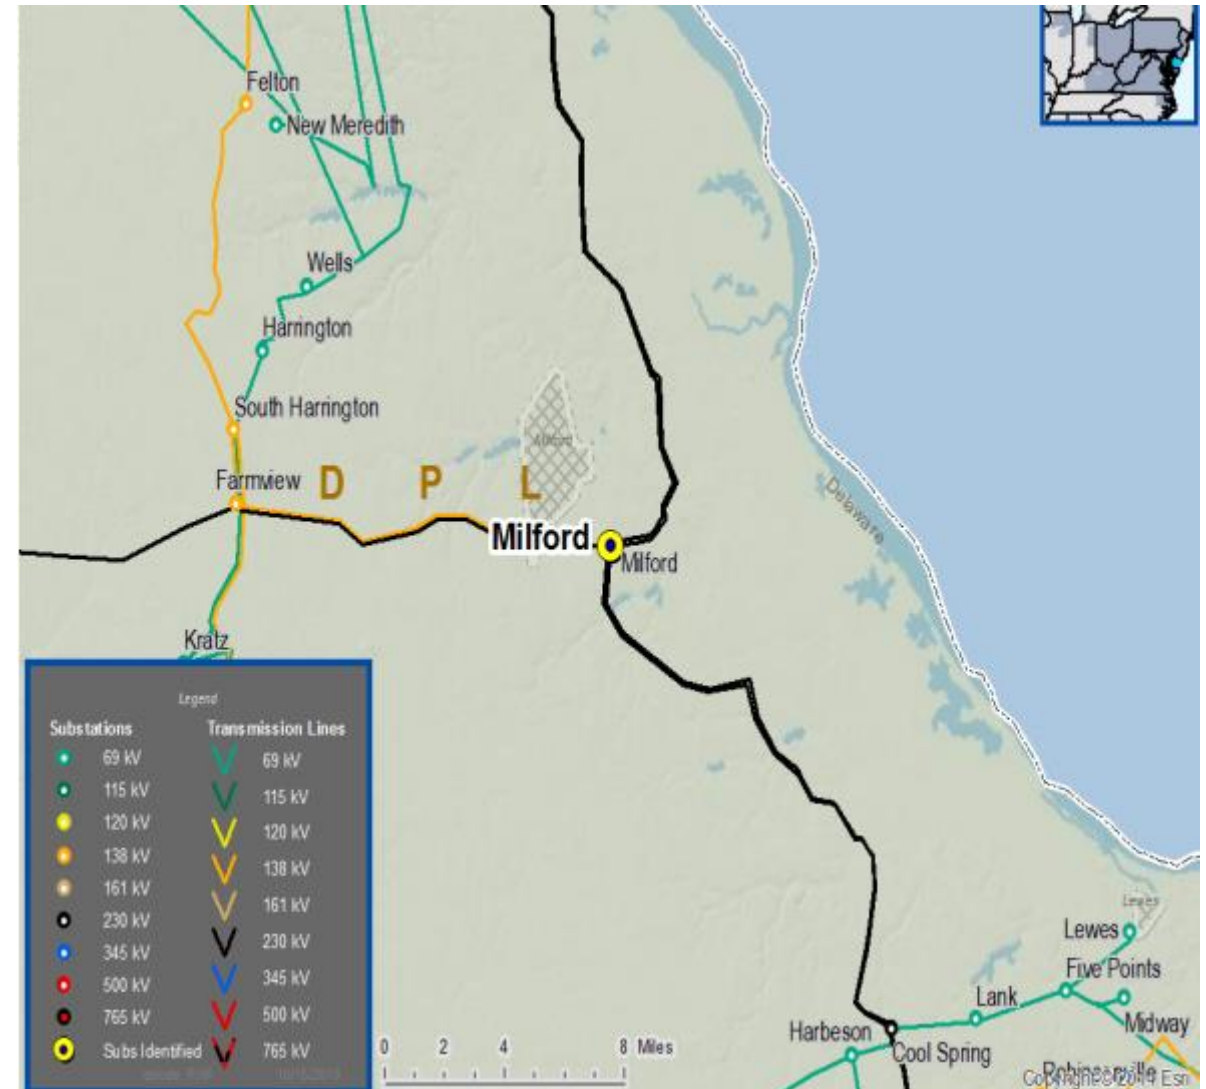 Felton
New Meredith
Wells
Harrington
South Harrington
Farmview
D P L
Milford
Milford
Delaware
Kratz
Legend
Substations
Transmission Lines
69 kV
69 kV
115 kV
115 kV
120 kV
120 kV
138 kV
138 kV
161 kV
161 kV
230 kV
230 kV
345 kV
345 kV
500 kV
500 kV
765 kV
765 kV
Subs Identified
0 2 4 8 Miles
Lewes
Lewes
Five Points
Lank
Midway
Harbeson
Cool Spring